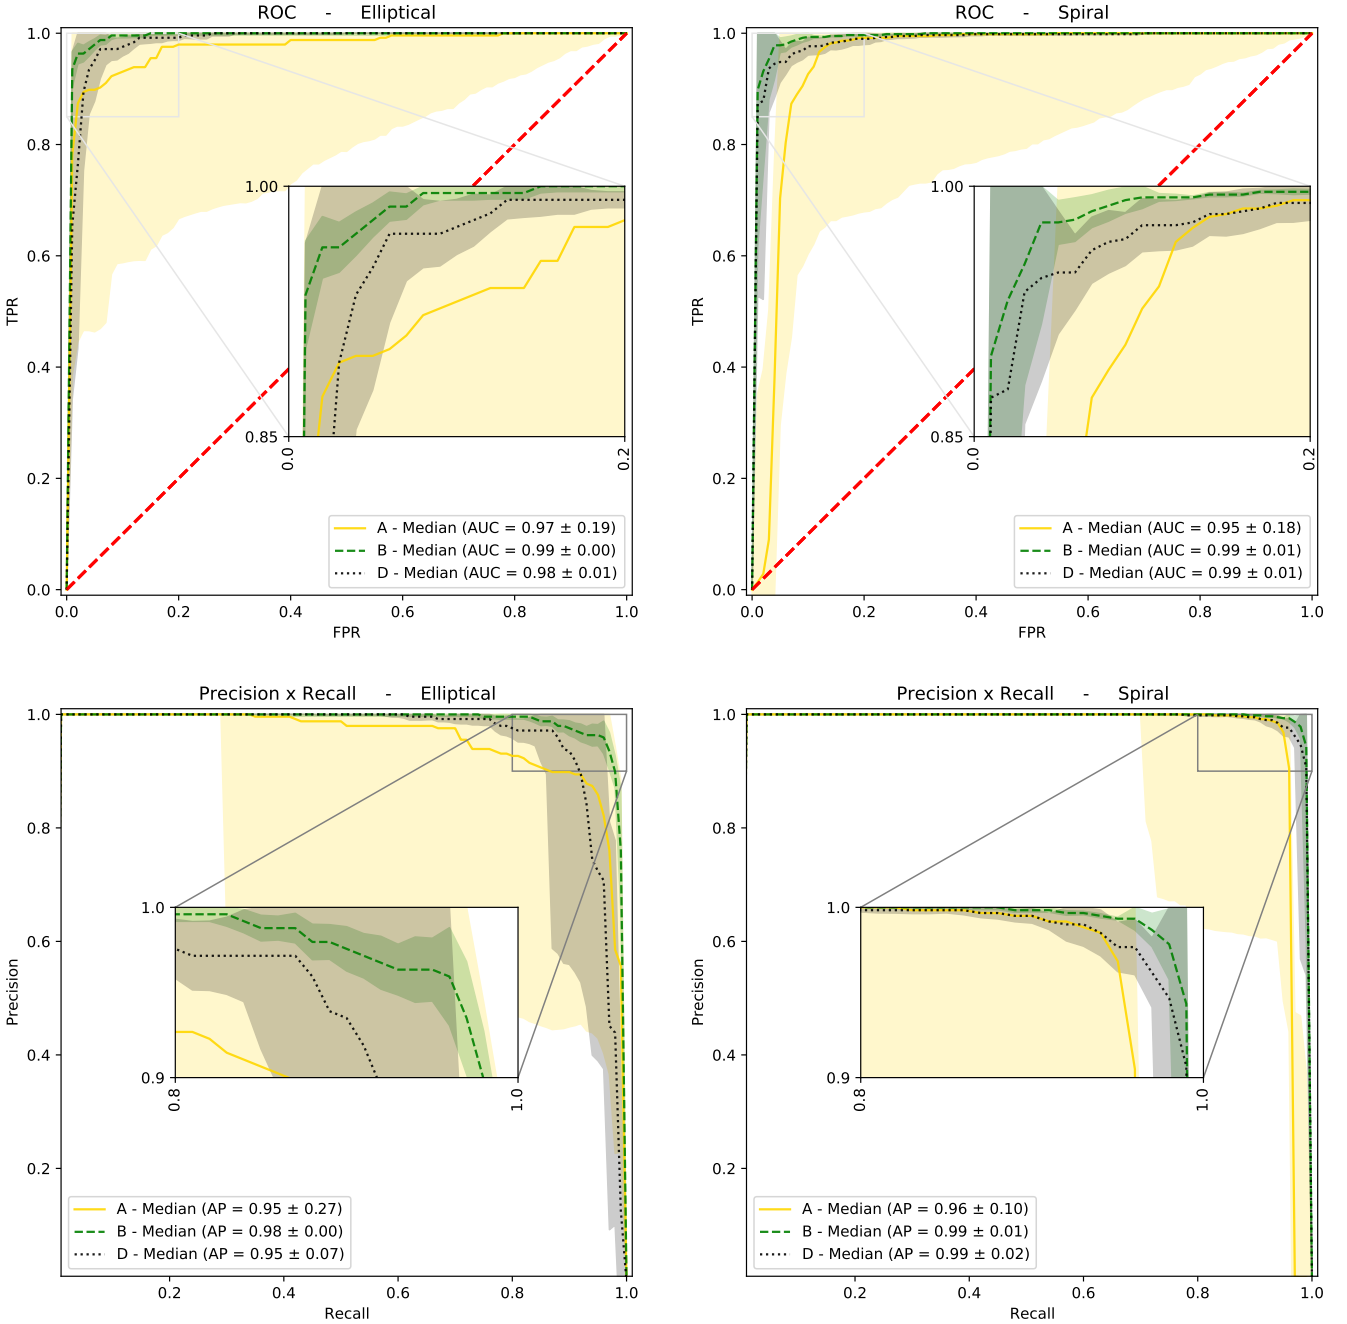 ROC - Elliptical
1.0
0.8
0.6
0.4
0.2
0.0
TPR
1.00
0.85
0.0
0.2
A - Median (AUC = 0.97 ± 0.19)
B - Median (AUC = 0.99 ± 0.00)
D - Median (AUC = 0.98 ± 0.01)
0.0 0.2 0.4 0.6 0.8 1.0
FPR
ROC - Spiral
1.0
0.8
0.6
0.4
0.2
0.0
TPR
1.00
0.85
0.0
0.2
A - Median (AUC = 0.95 ± 0.18)
B - Median (AUC = 0.99 ± 0.01)
D - Median (AUC = 0.99 ± 0.01)
0.0 0.2 0.4 0.6 0.8 1.0
FPR
Precision x Recall - Elliptical
1.0
0.8
0.6
0.4
0.2
Precision
1.0
0.9
0.8
1.0
A - Median (AP = 0.95 ± 0.27)
B - Median (AP = 0.98 ± 0.00)
D - Median (AP = 0.95 ± 0.07)
0.2 0.4 0.6 0.8 1.0
Recall
Precision x Recall - Spiral
1.0
0.8
0.6
0.4
0.2
Precision
1.0
0.9
0.8
1.0
A - Median (AP = 0.96 ± 0.10)
B - Median (AP = 0.99 ± 0.01)
D - Median (AP = 0.99 ± 0.02)
0.2 0.4 0.6 0.8 1.0
Recall